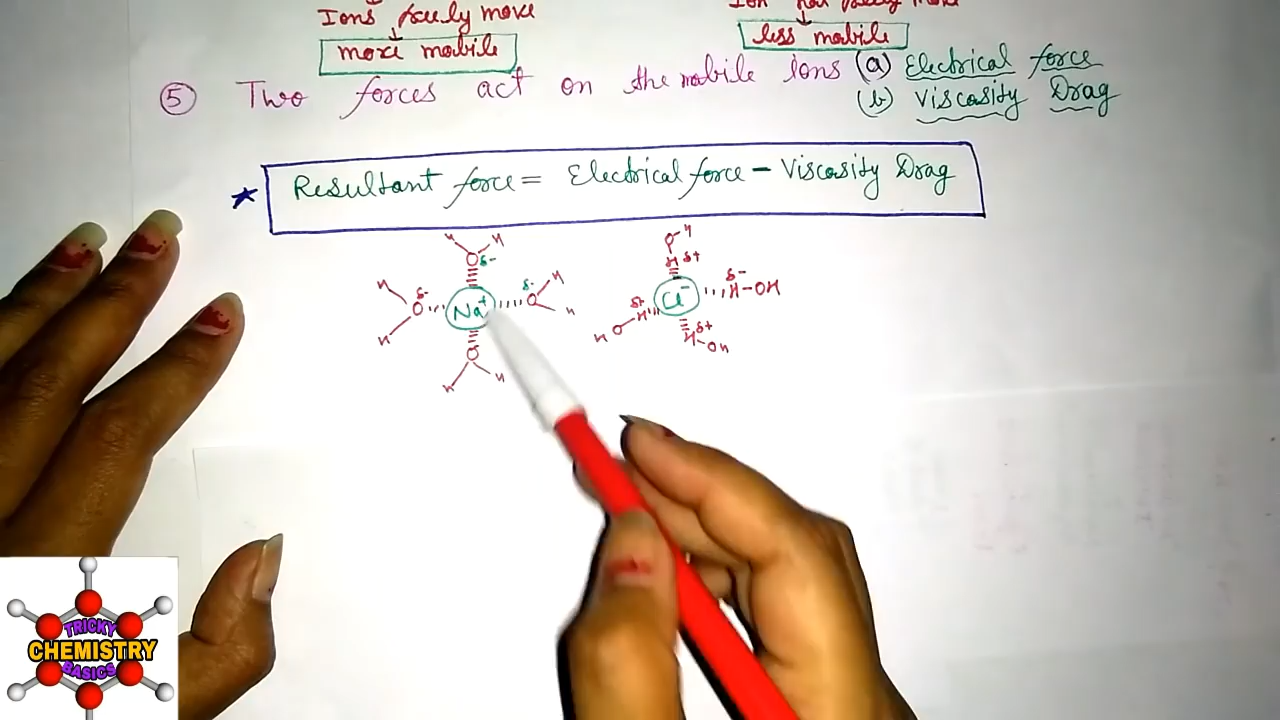 Ions freely move
more mobile
less mobile
⑤ Two forces act on the mobile ions (a) Electrical force
(b) Viscosity Drag
★ Resultant force = Electrical force - Viscosity Drag
H H
O δ-
H δ- O
H
Na+
δ- O H
H
O
H H
O-H
H δ+
δ+ H
H O
Cl-
δ- H-OH
δ+ H-OH
TRICKY
CHEMISTRY
BASICS